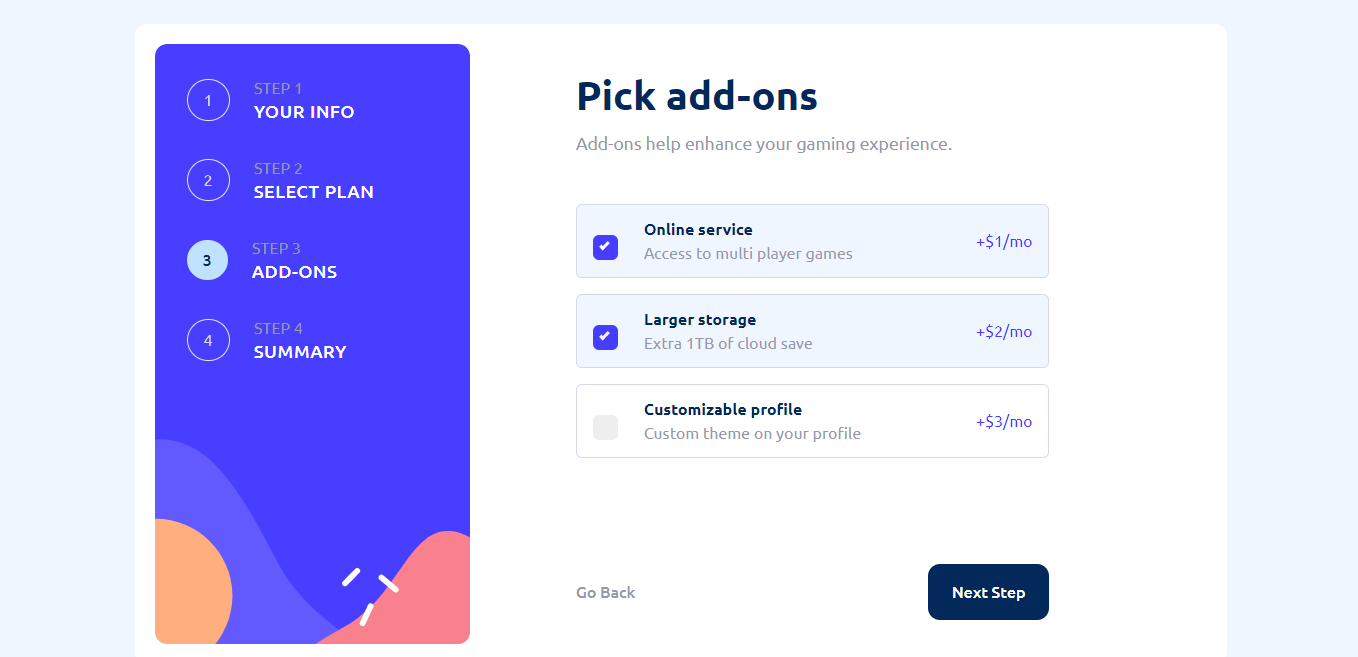 1
STEP 1
YOUR INFO
2
STEP 2
SELECT PLAN
3
STEP 3
ADD-ONS
4
STEP 4
SUMMARY
Pick add-ons
Add-ons help enhance your gaming experience.
Online service
Access to multi player games
+$1/mo
Larger storage
Extra 1TB of cloud save
+$2/mo
Customizable profile
Custom theme on your profile
+$3/mo
Go Back
Next Step